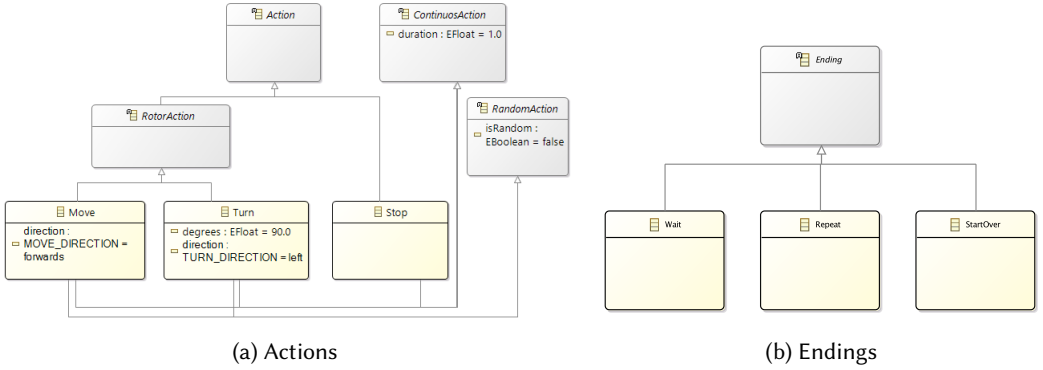 Action
ContinuosAction
duration : EFloat = 1.0
RotorAction
RandomAction
isRandom :
EBoolean = false
Move
direction :
MOVE_DIRECTION =
forwards
Turn
degrees : EFloat = 90.0
direction :
TURN_DIRECTION = left
Stop
(a) Actions
Ending
Wait
Repeat
StartOver
(b) Endings